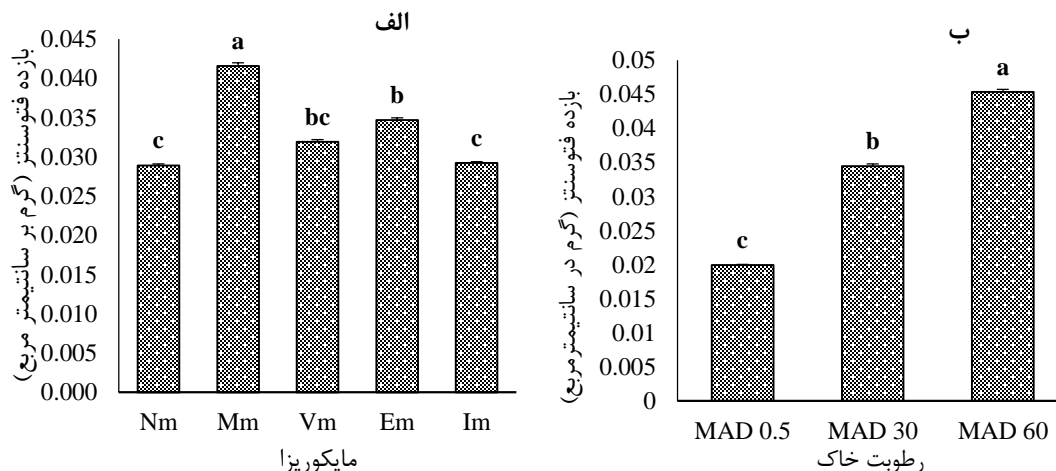 الف
بازده فتوسنتز (گرم بر سانتیمتر مربع)
0.045
0.040
0.035
0.030
0.025
0.020
0.015
0.010
0.005
0.000
c
a
bc
b
c
Nm Mm Vm Em Im
مایکوریزا
ب
بازده فتوسنتز (گرم در سانتیمترمربع)
0.05
0.045
0.04
0.035
0.03
0.025
0.02
0.015
0.01
0.005
0
c
b
a
MAD 0.5 MAD 30 MAD 60
رطوبت خاک